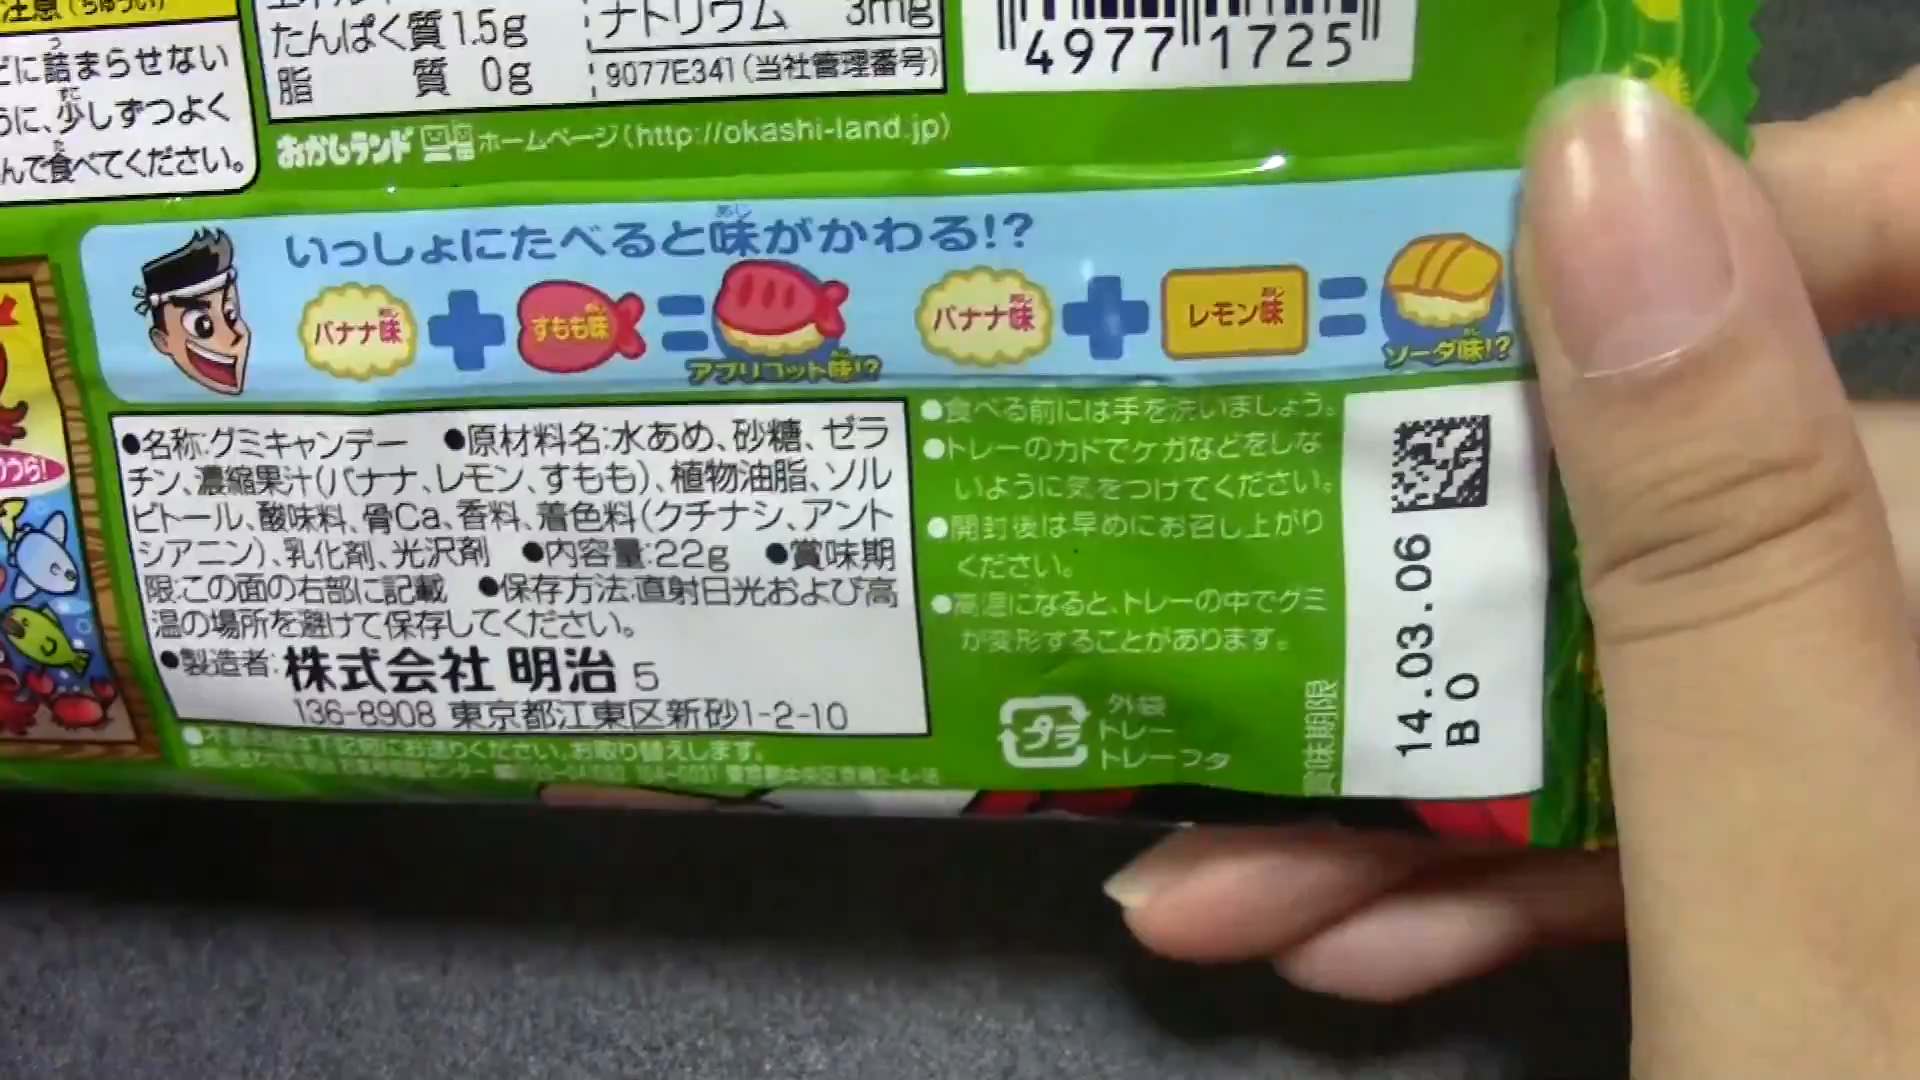 注意(ちゅうい)
どに詰まらせない
うに、少しずつよく
んで食べてください。
たんぱく質 1.5g
脂 質 0g
ナトリウム 3mg
9077E341(当社管理番号)
4977 1725
おかしランド ホームページ(http://okashi-land.jp)
いっしょにたべると味がかわる!?
バナナ味 + すもも味 = アプリコット味!?
バナナ味 + レモン味 = ソーダ味!?
●名称:グミキャンデー ●原材料名:水あめ、砂糖、ゼラ
チン、濃縮果汁(バナナ、レモン、すもも)、植物油脂、ソル
ビトール、酸味料、骨Ca、香料、着色料(クチナシ、アント
シアニン)、乳化剤、光沢剤 ●内容量:22g ●賞味期
限:この面の右部に記載 ●保存方法:直射日光および高
温の場所を避けて保存してください。
●製造者:株式会社 明治 5
136-8908 東京都江東区新砂1-2-10
●食べる前には手を洗いましょう。
●トレーのカドでケガなどをしな
いように気をつけてください。
●開封後は早めにお召し上がり
ください。
●高温になると、トレーの中でグミ
が変形することがあります。
プラ
外袋
トレー
トレーフタ
賞味期限
14.03.06
B0